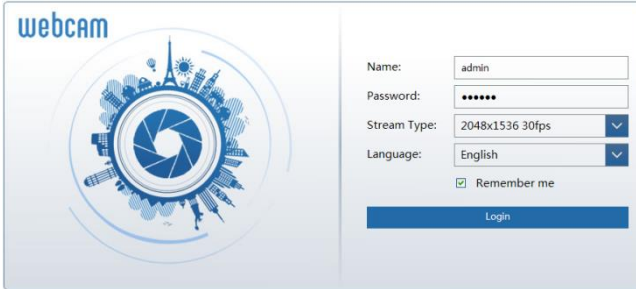 webcam
Name: admin
Password: ••••••
Stream Type: 2048x1536 30fps
Language: English
Remember me
Login